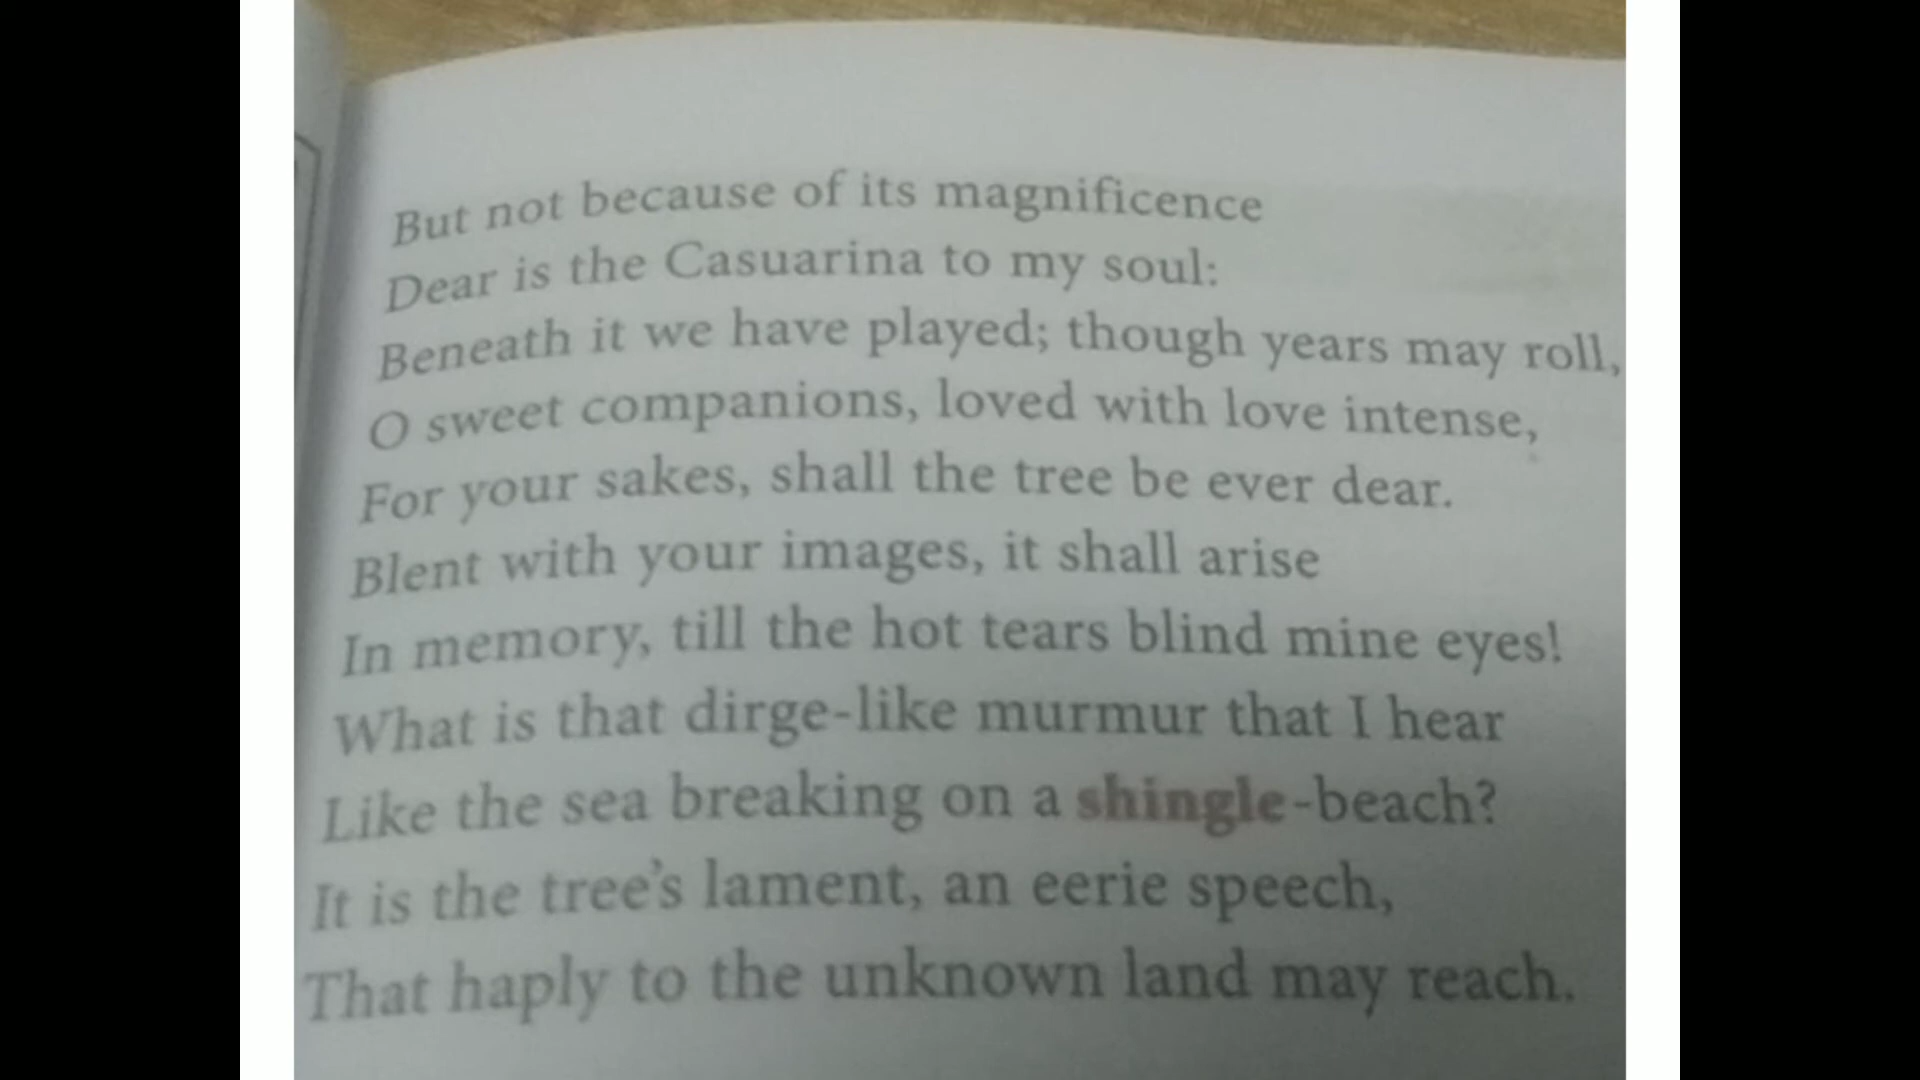 But not because of its magnificence
Dear is the Casuarina to my soul:
Beneath it we have played; though years may roll,
O sweet companions, loved with love intense,
For your sakes, shall the tree be ever dear.
Blent with your images, it shall arise
In memory, till the hot tears blind mine eyes!
What is that dirge-like murmur that I hear
Like the sea breaking on a shingle-beach?
It is the tree's lament, an eerie speech,
That haply to the unknown land may reach.